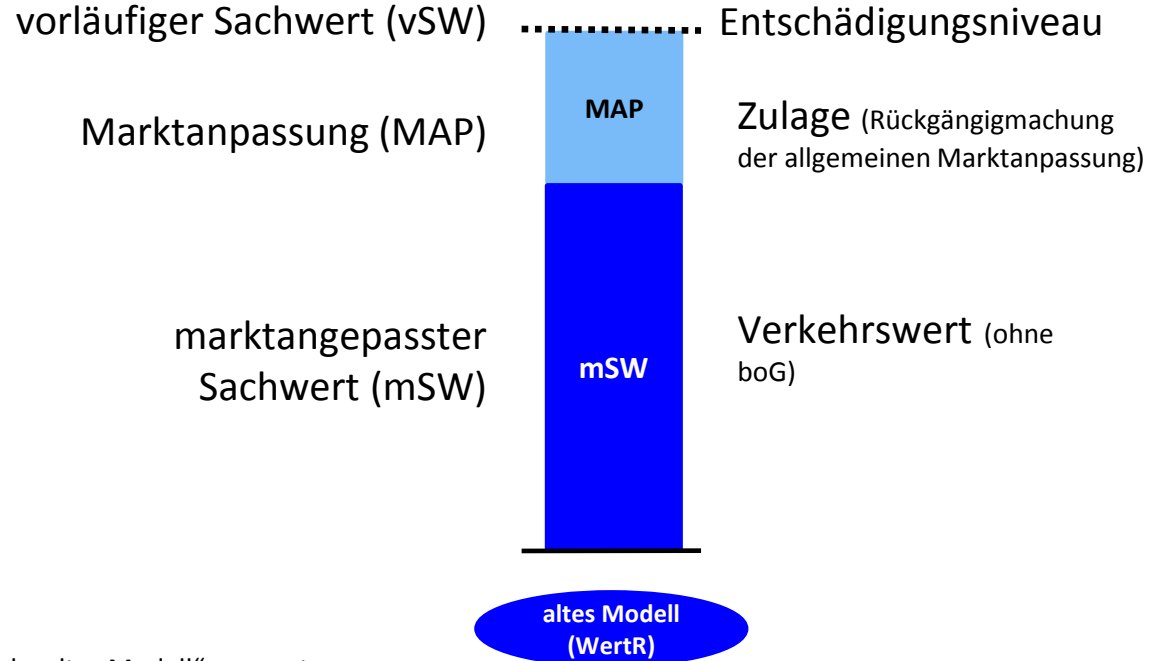 vorläufiger Sachwert (vSW)
Entschädigungsniveau
MAP
Marktanpassung (MAP)
Zulage (Rückgängigmachung
der allgemeinen Marktanpassung)
marktangepasster
Sachwert (mSW)
mSW
Verkehrswert (ohne
boG)
altes Modell
(WertR)